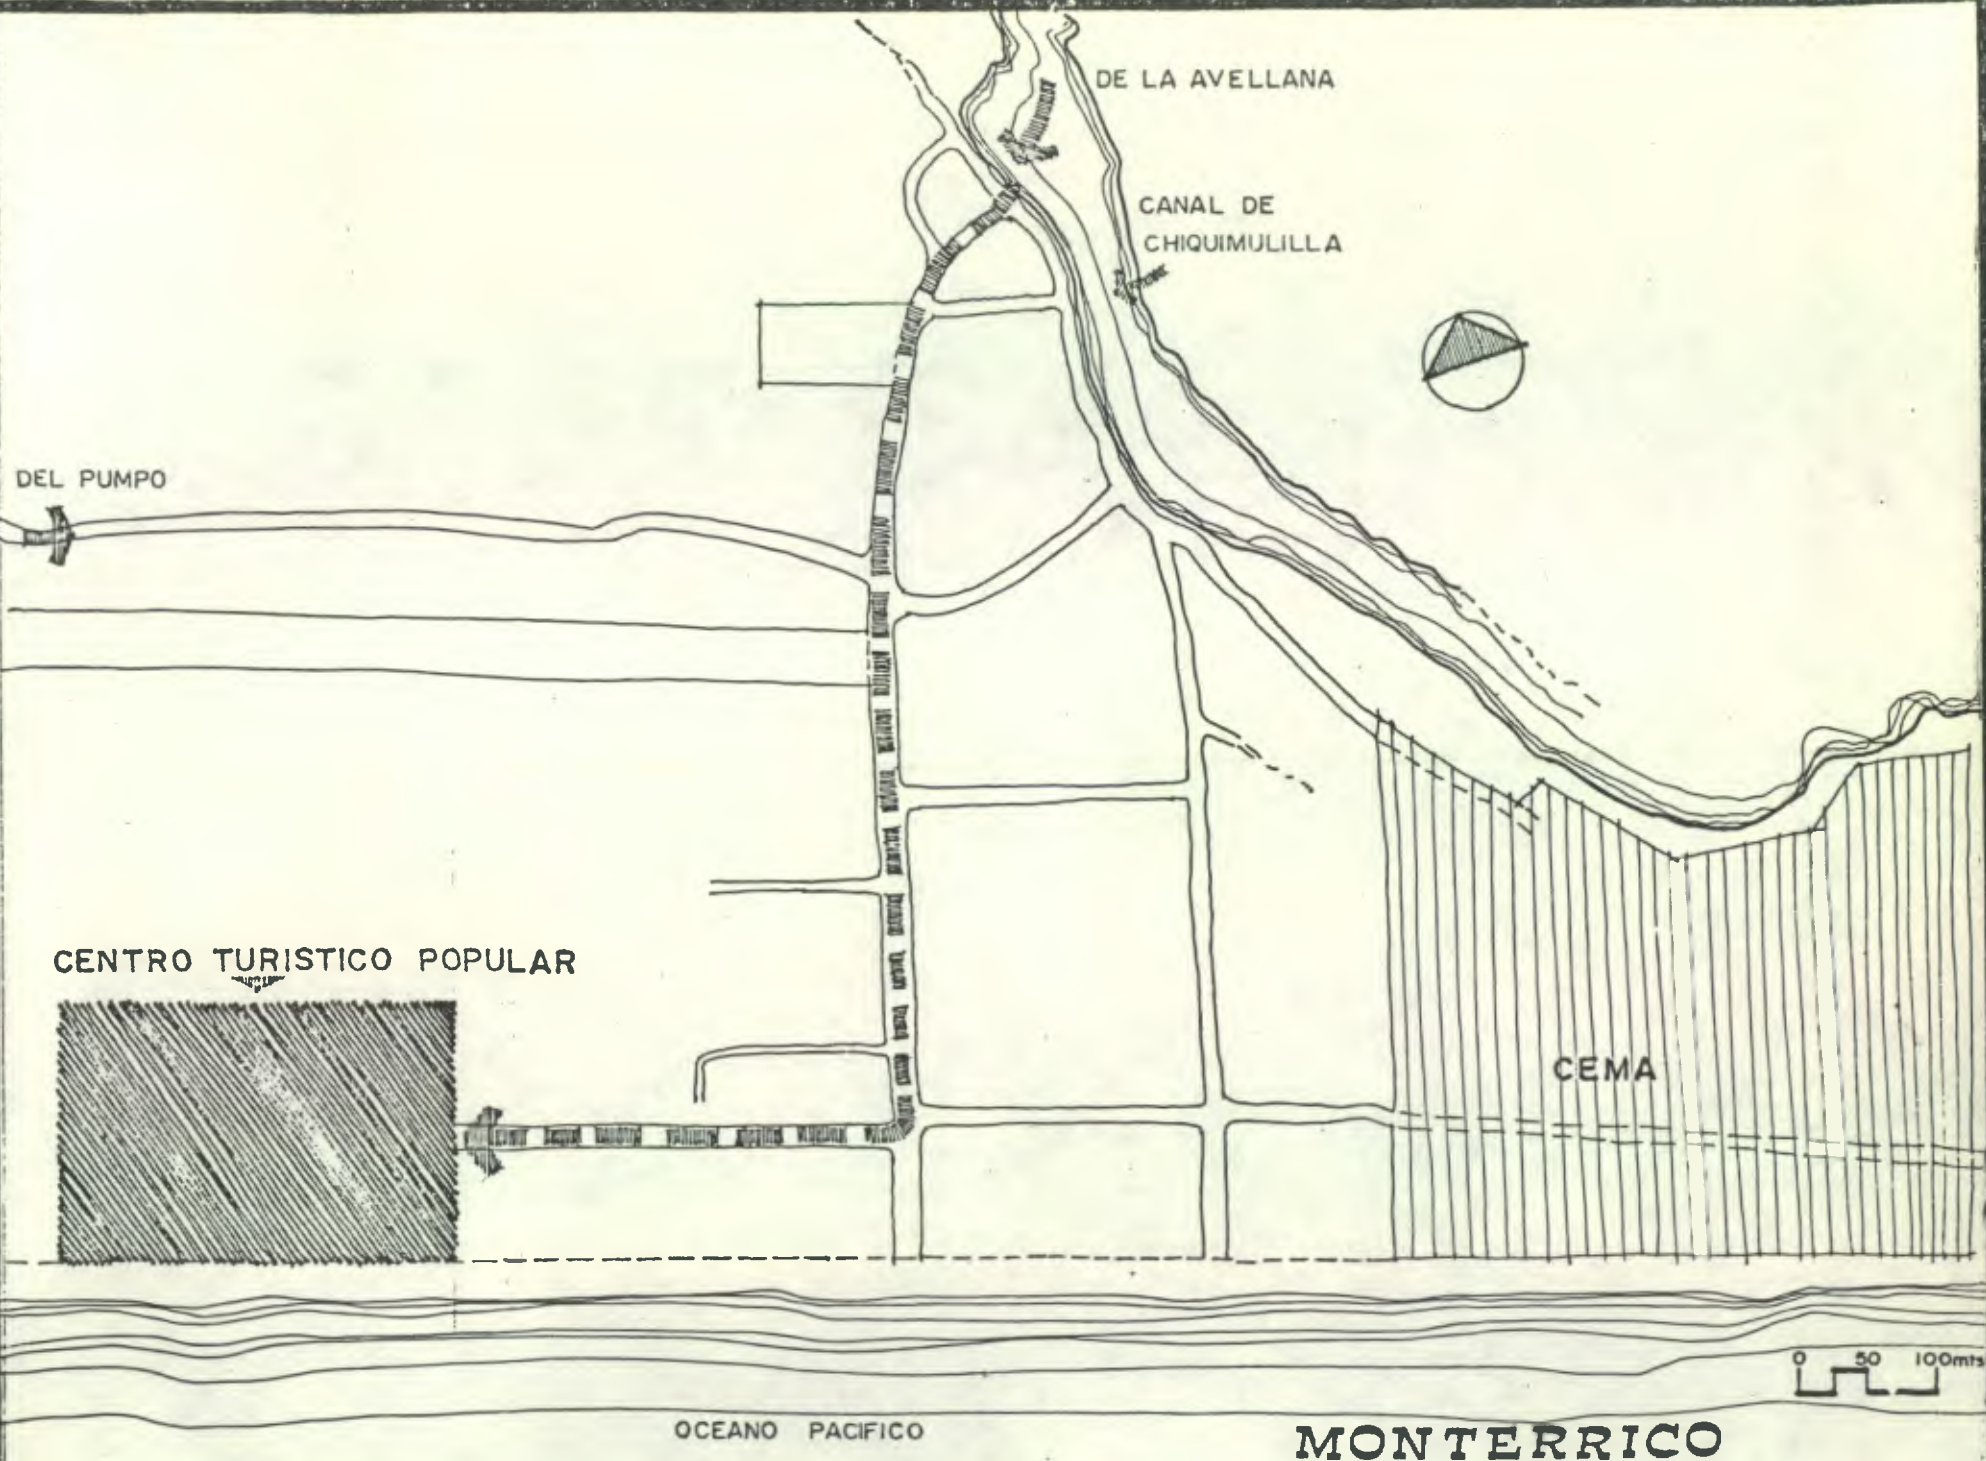 DE LA AVELLANA
CANAL DE
CHIQUIMULILLA
DEL PUMPO
CENTRO TURISTICO POPULAR
CEMA
0 50 100mts
OCEANO PACIFICO
MONTERRICO